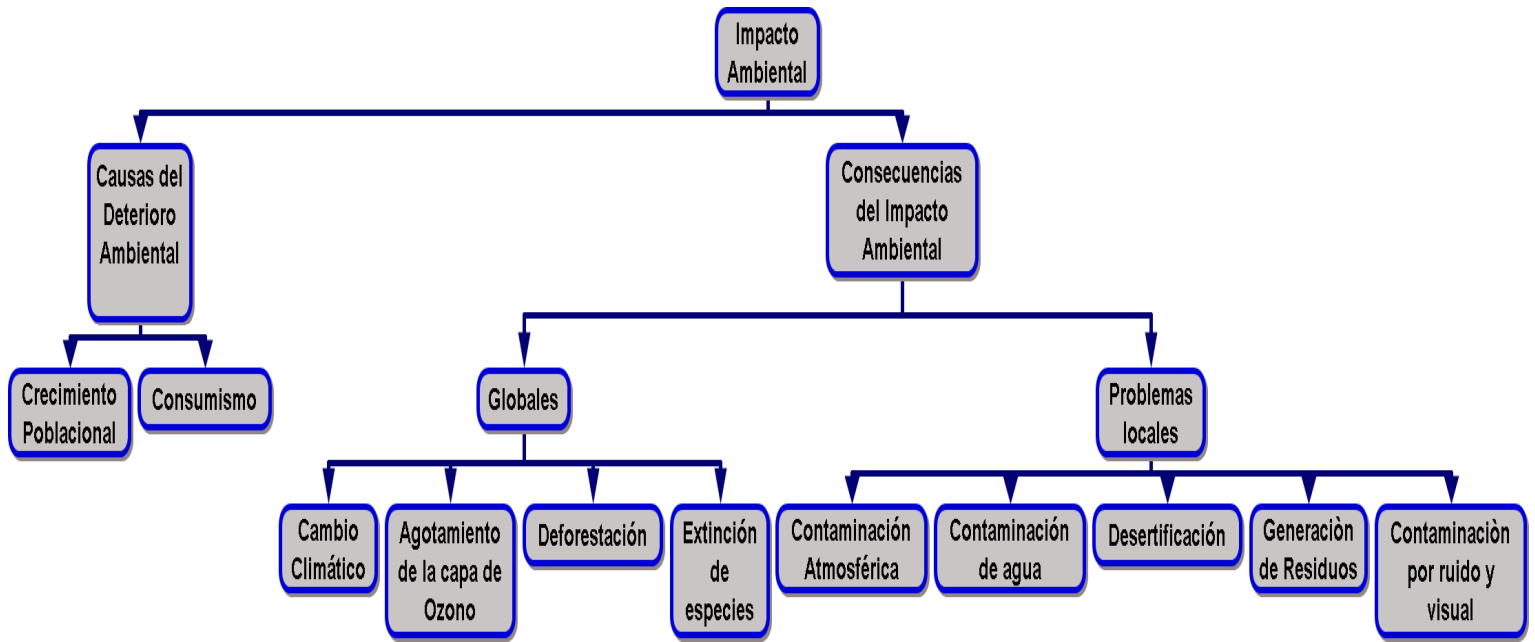 Impacto
Ambiental
Causas del
Deterioro
Ambiental
Consecuencias
del Impacto
Ambiental
Crecimiento
Poblacional
Consumismo
Globales
Problemas
locales
Cambio
Climático
Agotamiento
de la capa de
Ozono
Deforestación
Extinción
de
especies
Contaminación
Atmosférica
Contaminación
de agua
Desertificación
Generaciòn
de Residuos
Contaminaciòn
por ruido y
visual